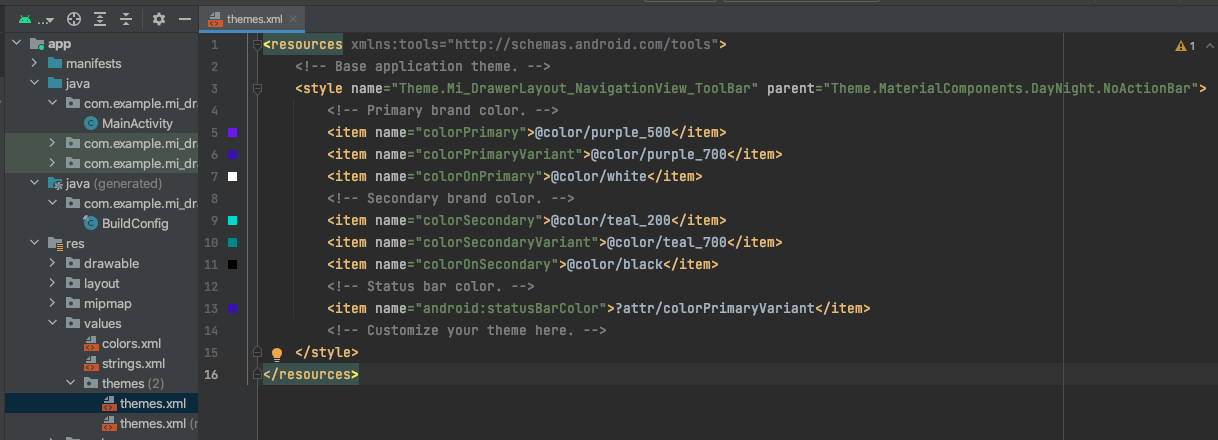 themes.xml
app
manifests
java
com.example.mi_dra
MainActivity
com.example.mi_dra
com.example.mi_dra
java (generated)
com.example.mi_dra
BuildConfig
res
drawable
layout
mipmap
values
colors.xml
strings.xml
themes (2)
themes.xml
themes.xml (n
1 <resources xmlns:tools="http://schemas.android.com/tools">
2 <!-- Base application theme. -->
3 <style name="Theme.Mi_DrawerLayout_NavigationView_ToolBar" parent="Theme.MaterialComponents.DayNight.NoActionBar">
4 <!-- Primary brand color. -->
5 <item name="colorPrimary">@color/purple_500</item>
6 <item name="colorPrimaryVariant">@color/purple_700</item>
7 <item name="colorOnPrimary">@color/white</item>
8 <!-- Secondary brand color. -->
9 <item name="colorSecondary">@color/teal_200</item>
10 <item name="colorSecondaryVariant">@color/teal_700</item>
11 <item name="colorOnSecondary">@color/black</item>
12 <!-- Status bar color. -->
13 <item name="android:statusBarColor">?attr/colorPrimaryVariant</item>
14 <!-- Customize your theme here. -->
15 </style>
16 </resources>
1